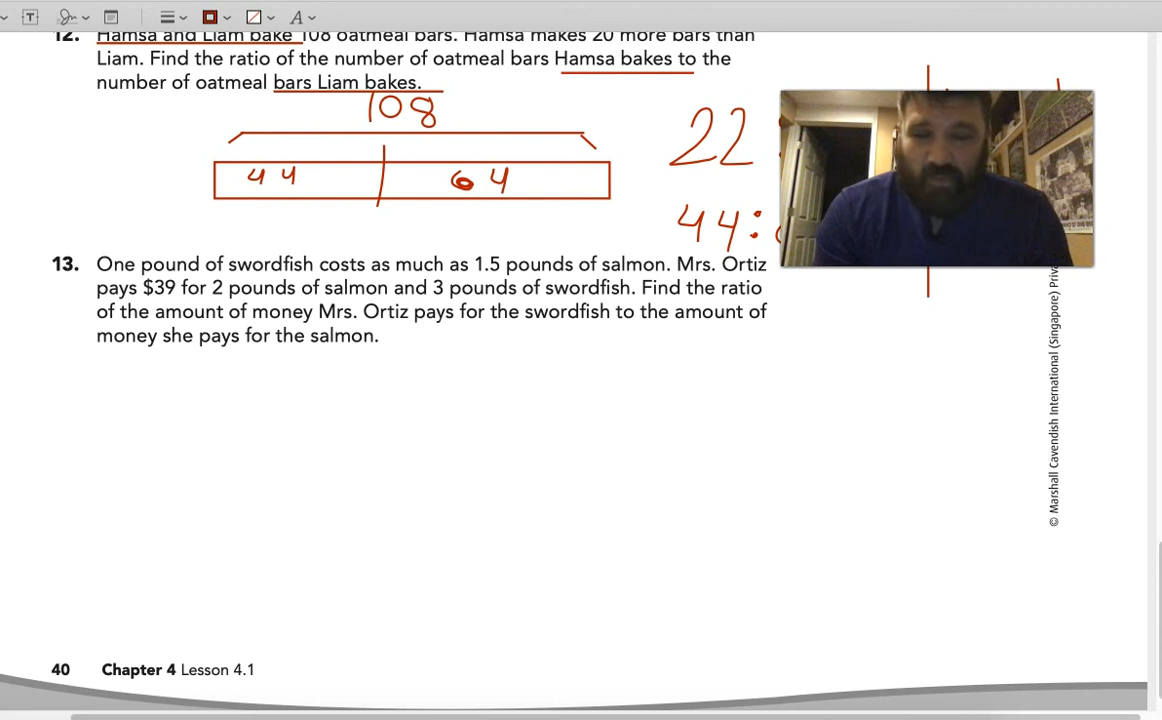 12. Hamsa and Liam bake 108 oatmeal bars. Hamsa makes 20 more bars than
Liam. Find the ratio of the number of oatmeal bars Hamsa bakes to the
number of oatmeal bars Liam bakes.
108
22
44 64
44:
13. One pound of swordfish costs as much as 1.5 pounds of salmon. Mrs. Ortiz
pays $39 for 2 pounds of salmon and 3 pounds of swordfish. Find the ratio
of the amount of money Mrs. Ortiz pays for the swordfish to the amount of
money she pays for the salmon.
© Marshall Cavendish International (Singapore)
40 Chapter 4 Lesson 4.1